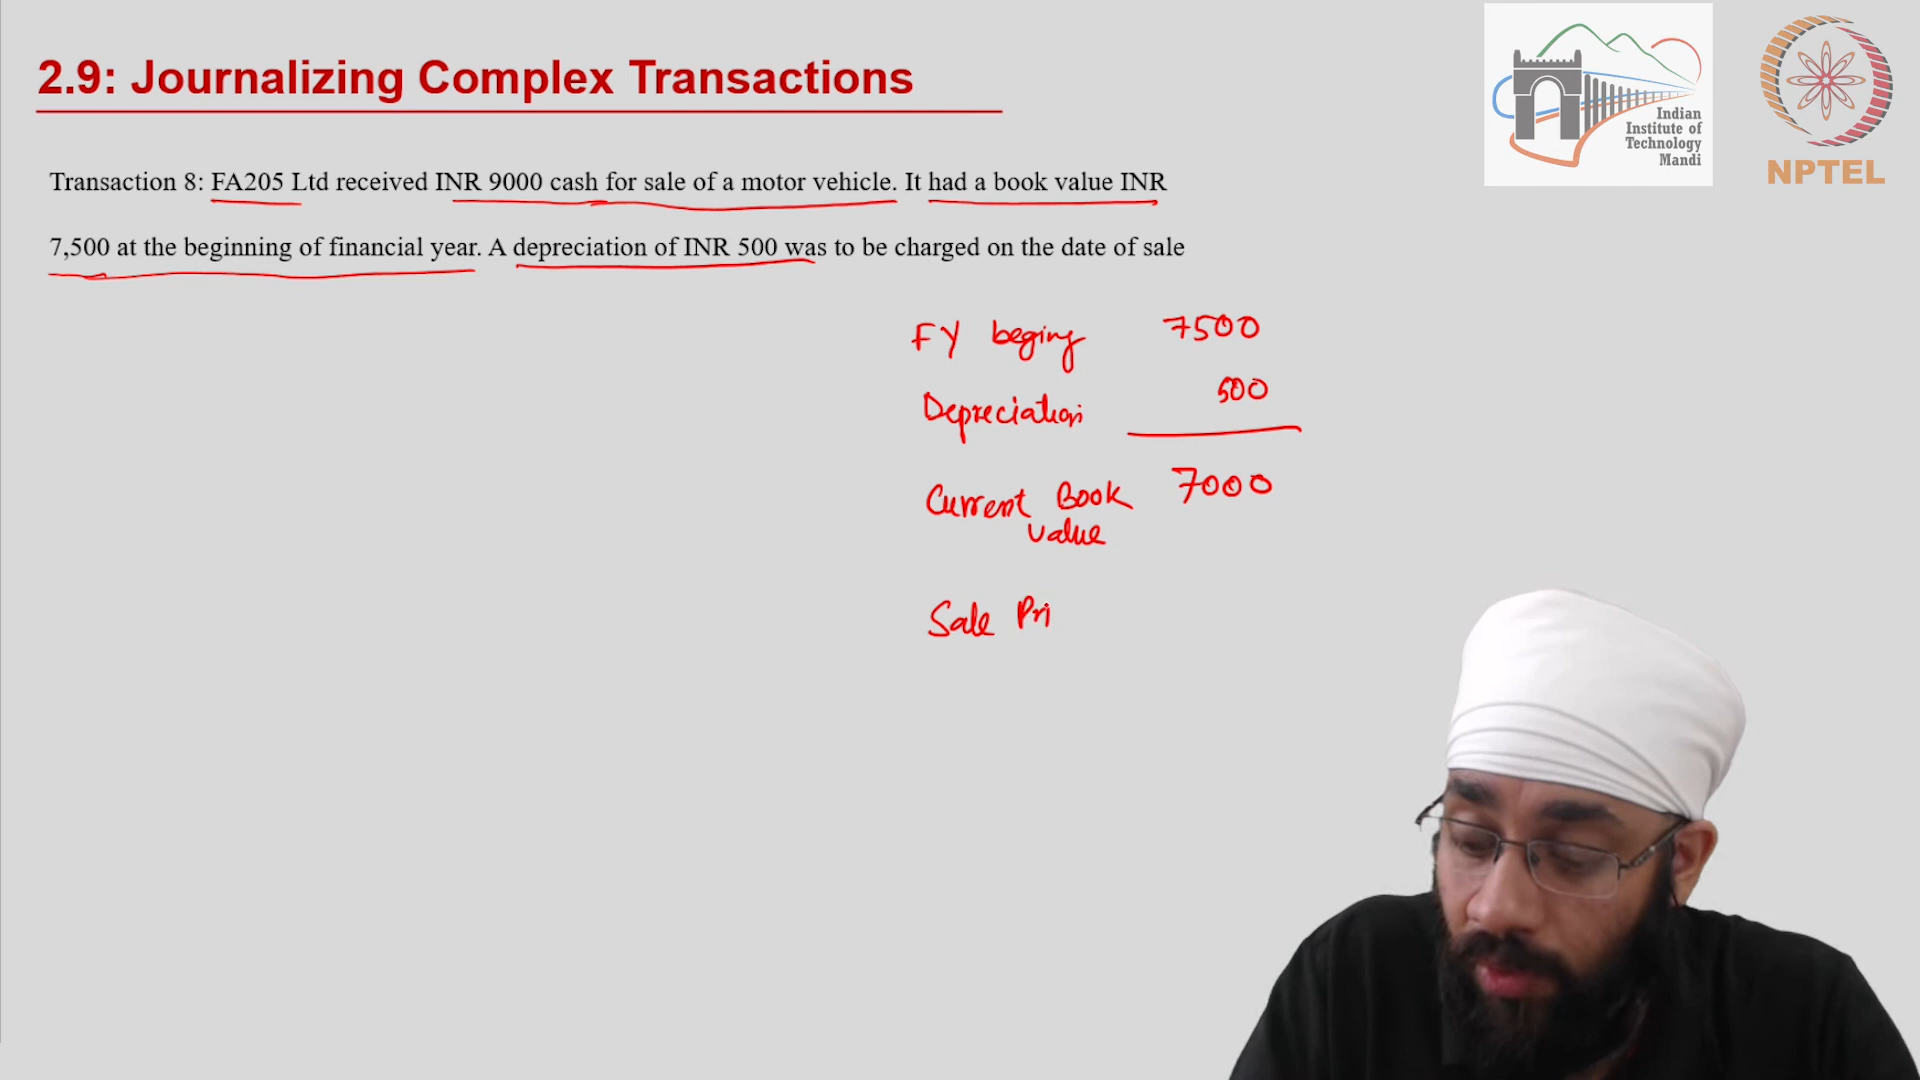 2.9: Journalizing Complex Transactions
Indian
Institute of
Technology
Mandi
NPTEL
Transaction 8: FA205 Ltd received INR 9000 cash for sale of a motor vehicle. It had a book value INR
7,500 at the beginning of financial year. A depreciation of INR 500 was to be charged on the date of sale
FY beging 7500
Depreciation 500
Current Book 7000
value
Sale Pri